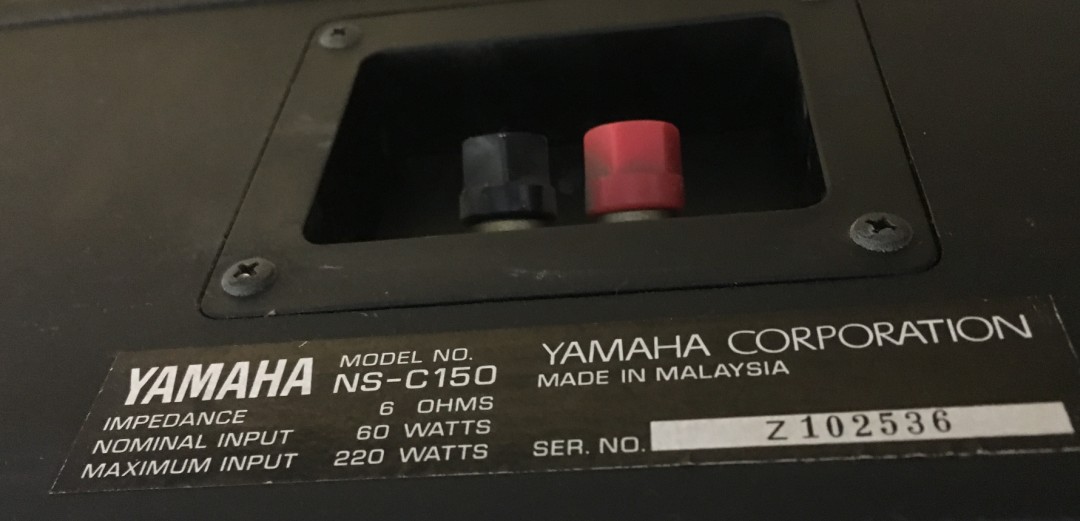 YAMAHA MODEL NO. NS-C150
IMPEDANCE 6 OHMS
NOMINAL INPUT 60 WATTS
MAXIMUM INPUT 220 WATTS
YAMAHA CORPORATION
MADE IN MALAYSIA
SER. NO. Z102536